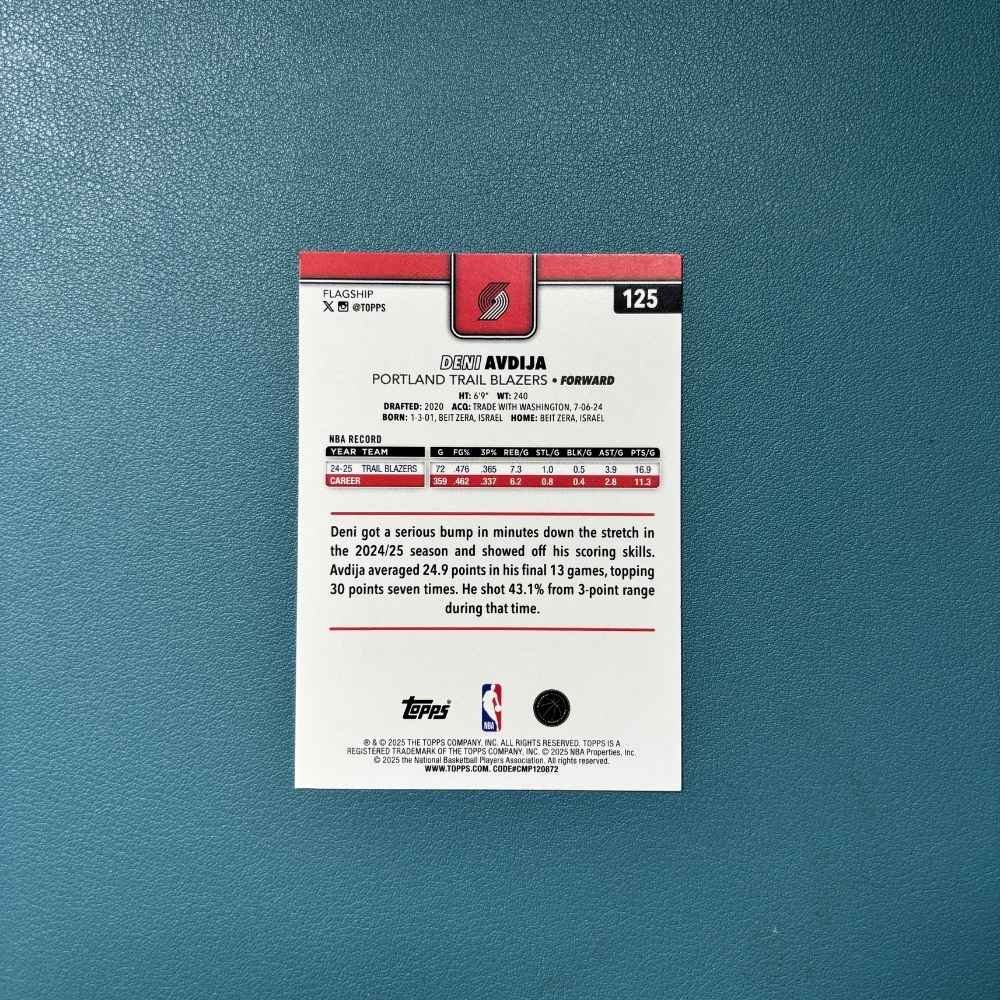 FLAGSHIP
@TOPPS
125
DENI AVDIJA
PORTLAND TRAIL BLAZERS • FORWARD
HT: 6'9" WT: 240
DRAFTED: 2020 ACQ: TRADE WITH WASHINGTON, 7-06-24
BORN: 1-3-01, BEIT ZERA, ISRAEL HOME: BEIT ZERA, ISRAEL
NBA RECORD
YEAR TEAM G FG% 3P% REB/G STL/G BLK/G AST/G PTS/G
24-25 TRAIL BLAZERS 72 .476 .365 7.3 1.0 0.5 3.9 16.9
CAREER 359 .462 .337 6.2 0.8 0.4 2.8 11.3
Deni got a serious bump in minutes down the stretch in
the 2024/25 season and showed off his scoring skills.
Avdija averaged 24.9 points in his final 13 games, topping
30 points seven times. He shot 43.1% from 3-point range
during that time.
topps®
NBA
® & © 2025 THE TOPPS COMPANY, INC. ALL RIGHTS RESERVED. TOPPS IS A
REGISTERED TRADEMARK OF THE TOPPS COMPANY, INC. © 2025 NBA Properties, Inc.
© 2025 the National Basketball Players Association. All rights reserved.
WWW.TOPPS.COM. CODE#CMP120872